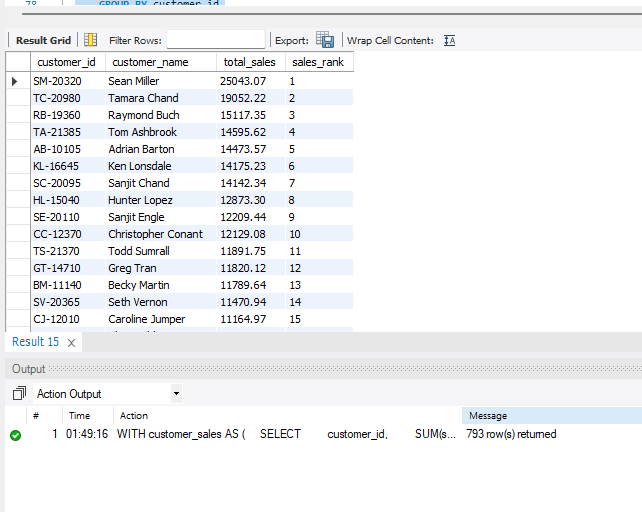 78 GROUP BY customer_id
Result Grid Filter Rows: Export: Wrap Cell Content:
customer_id customer_name total_sales sales_rank
SM-20320 Sean Miller 25043.07 1
TC-20980 Tamara Chand 19052.22 2
RB-19360 Raymond Buch 15117.35 3
TA-21385 Tom Ashbrook 14595.62 4
AB-10105 Adrian Barton 14473.57 5
KL-16645 Ken Lonsdale 14175.23 6
SC-20095 Sanjit Chand 14142.34 7
HL-15040 Hunter Lopez 12873.30 8
SE-20110 Sanjit Engle 12209.44 9
CC-12370 Christopher Conant 12129.08 10
TS-21370 Todd Sumrall 11891.75 11
GT-14710 Greg Tran 11820.12 12
BM-11140 Becky Martin 11789.64 13
SV-20365 Seth Vernon 11470.94 14
CJ-12010 Caroline Jumper 11164.97 15
Result 15
Output
Action Output
# Time Action Message
1 01:49:16 WITH customer_sales AS ( SELECT customer_id, SUM(s... 793 row(s) returned